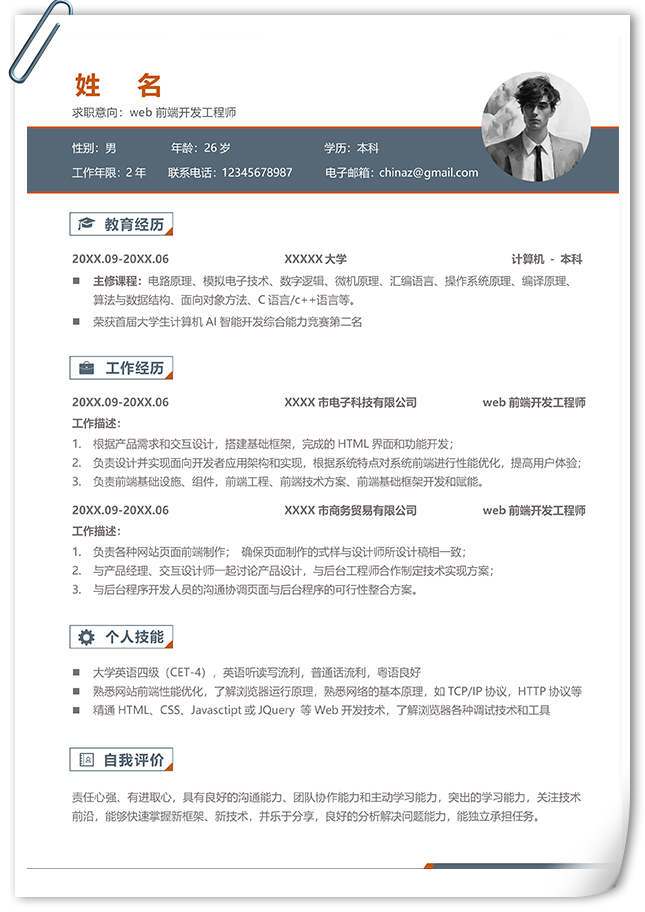 姓 名
求职意向：web 前端开发工程师
性别：男 年龄：26 岁 学历：本科
工作年限：2 年 联系电话：12345678987 电子邮箱：chinaz@gmail.com
教育经历
20XX.09-20XX.06 XXXXX 大学 计算机 - 本科
■ 主修课程：电路原理、模拟电子技术、数字逻辑、微机原理、汇编语言、操作系统原理、编译原理、
算法与数据结构、面向对象方法、C 语言/c++语言等。
■ 荣获首届大学生计算机 AI 智能开发综合能力竞赛第二名
工作经历
20XX.09-20XX.06 XXXX 市电子科技有限公司 web 前端开发工程师
工作描述：
1. 根据产品需求和交互设计，搭建基础框架，完成的 HTML 界面和功能开发；
2. 负责设计并实现面向开发者应用架构和实现，根据系统特点对系统前端进行性能优化，提高用户体验；
3. 负责前端基础设施、组件，前端工程、前端技术方案、前端基础框架开发和赋能。
20XX.09-20XX.06 XXXX 市商务贸易有限公司 web 前端开发工程师
工作描述：
1. 负责各种网站页面前端制作； 确保页面制作的式样与设计师所设计稿相一致；
2. 与产品经理、交互设计师一起讨论产品设计，与后台工程师合作制定技术实现方案；
3. 与后台程序开发人员的沟通协调页面与后台程序的可行性整合方案。
个人技能
■ 大学英语四级（CET-4），英语听读写流利，普通话流利，粤语良好
■ 熟悉网站前端性能优化，了解浏览器运行原理，熟悉网络的基本原理，如 TCP/IP 协议，HTTP 协议等
■ 精通 HTML、CSS、Javasctipt 或 JQuery 等 Web 开发技术，了解浏览器各种调试技术和工具
自我评价
责任心强、有进取心，具有良好的沟通能力、团队协作能力和主动学习能力，突出的学习能力，关注技术
前沿，能够快速掌握新框架、新技术，并乐于分享，良好的分析解决问题能力，能独立承担任务。